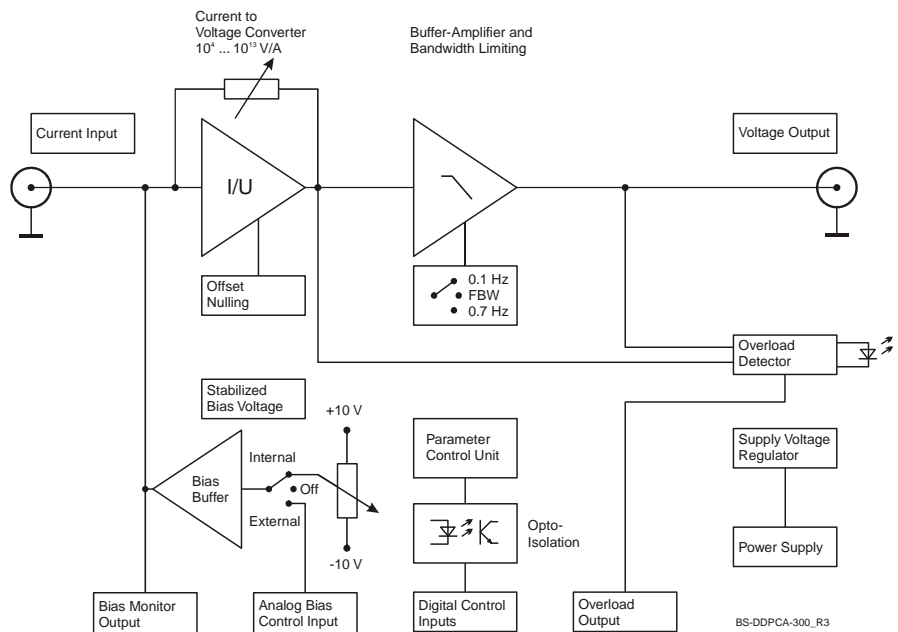 Current to
Voltage Converter
10⁴ ... 10¹³ V/A
Buffer-Amplifier and
Bandwidth Limiting
Current Input
Voltage Output
I/U
Offset
Nulling
0.1 Hz
FBW
0.7 Hz
Overload
Detector
Stabilized
Bias Voltage
+10 V
Parameter
Control Unit
Supply Voltage
Regulator
Internal
Bias
Buffer
Off
External
Opto-
Isolation
-10 V
Power Supply
Bias Monitor
Output
Analog Bias
Control Input
Digital Control
Inputs
Overload
Output
BS-DDPCA-300_R3